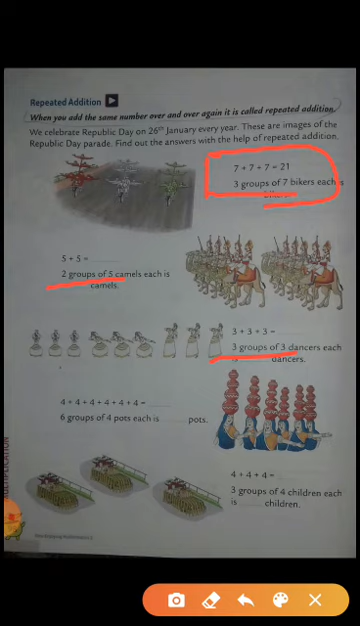 Repeated Addition
When you add the same number over and over again it is called repeated addition.
We celebrate Republic Day on 26th January every year. These are images of the
Republic Day parade. Find out the answers with the help of repeated addition.
7 + 7 + 7 = 21
3 groups of 7 bikers each is
5 + 5 =
2 groups of 5 camels each is
camels.
3 + 3 + 3 =
3 groups of 3 dancers each
dancers.
4 + 4 + 4 + 4 + 4 + 4 =
6 groups of 4 pots each is pots.
4 + 4 + 4 =
3 groups of 4 children each
is children.